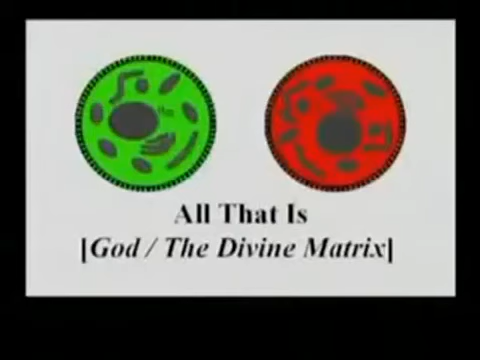 All That Is
[God / The Divine Matrix]